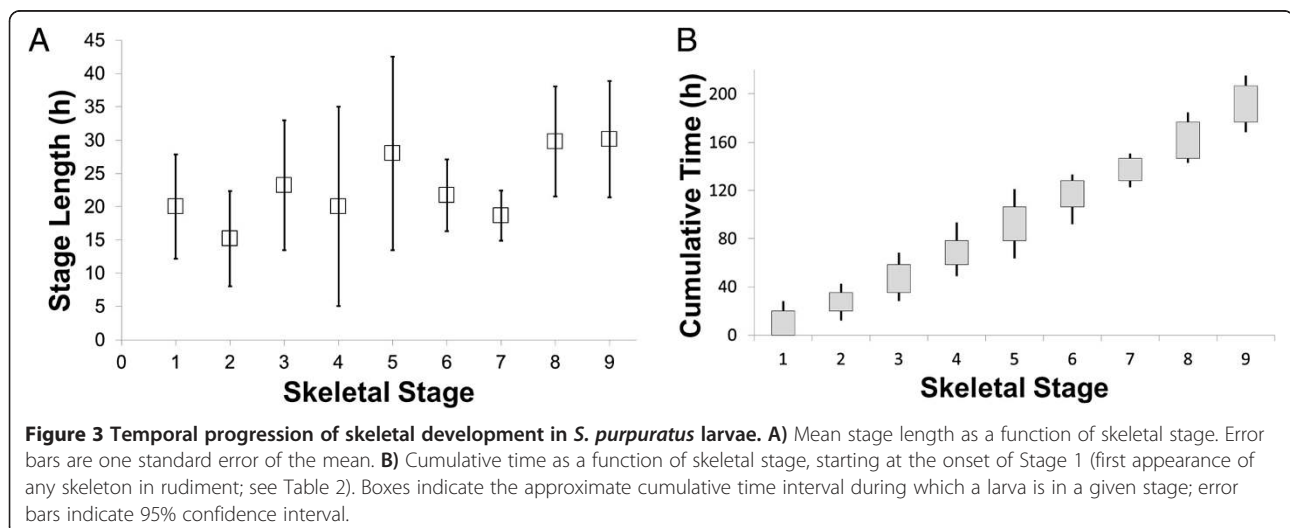 A
Stage Length (h)
45
40
35
30
25
20
15
10
5
0
0 1 2 3 4 5 6 7 8 9
Skeletal Stage
B
Cumulative Time (h)
200
160
120
80
40
0
1 2 3 4 5 6 7 8 9
Skeletal Stage
Figure 3 Temporal progression of skeletal development in S. purpuratus larvae. A) Mean stage length as a function of skeletal stage. Error
bars are one standard error of the mean. B) Cumulative time as a function of skeletal stage, starting at the onset of Stage 1 (first appearance of
any skeleton in rudiment; see Table 2). Boxes indicate the approximate cumulative time interval during which a larva is in a given stage; error
bars indicate 95% confidence interval.